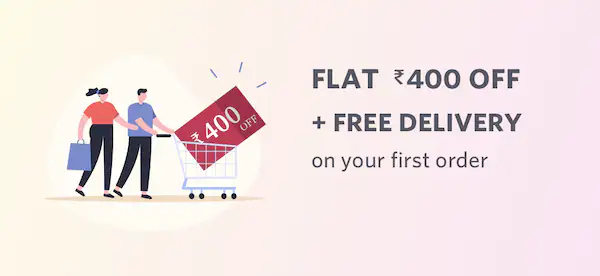 FLAT ₹400 OFF
+ FREE DELIVERY
on your first order
₹400 OFF